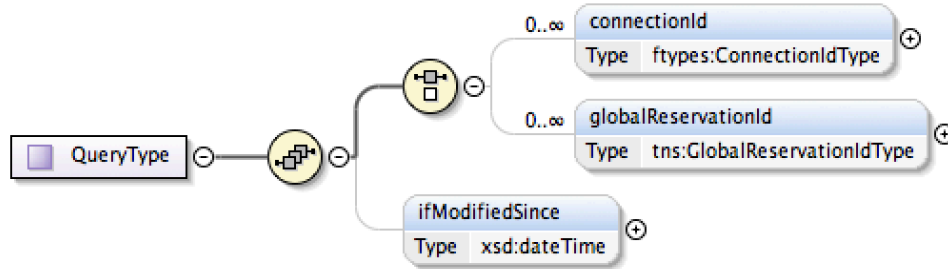 0..∞ connectionId
Type ftypes:ConnectionIdType
0..∞ globalReservationId
Type tns:GlobalReservationIdType
QueryType
ifModifiedSince
Type xsd:dateTime